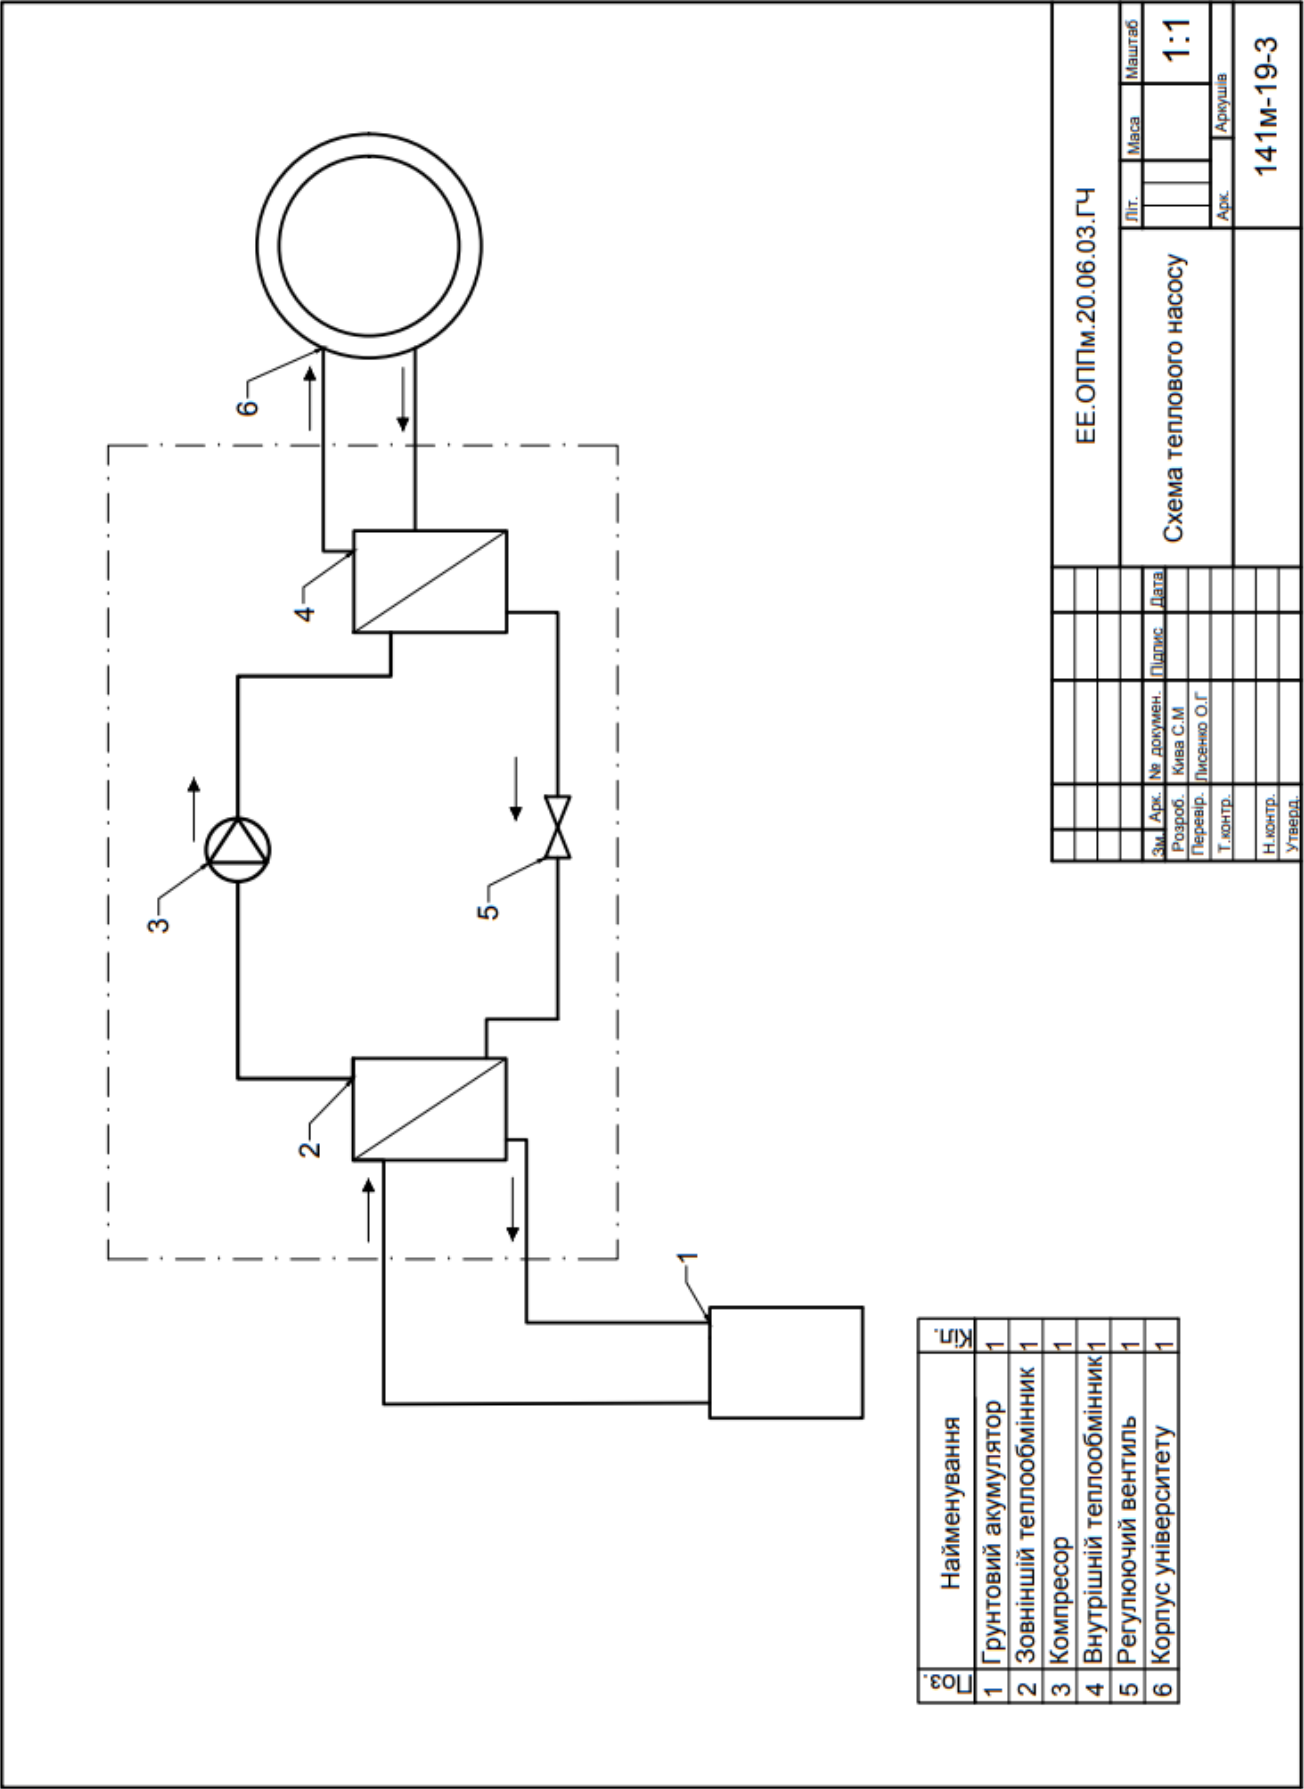 6
4
3
5
2
1
Поз. Найменування Кіл.
1 Грунтовий акумулятор 1
2 Зовніншій теплообмінник 1
3 Компресор 1
4 Внутрішній теплообмінник 1
5 Регулюючий вентиль 1
6 Корпус університету 1
ЕЕ.ОППм.20.06.03.ГЧ
Зм. Арк. № докумен. Підпис Дата
Розроб. Кива С.М
Перевір. Лисенко О.Г
Т.контр.
Н.контр.
Утверд.
Схема теплового насосу
Літ. Маса Маштаб
1:1
Арк. Аркушів
141м-19-3